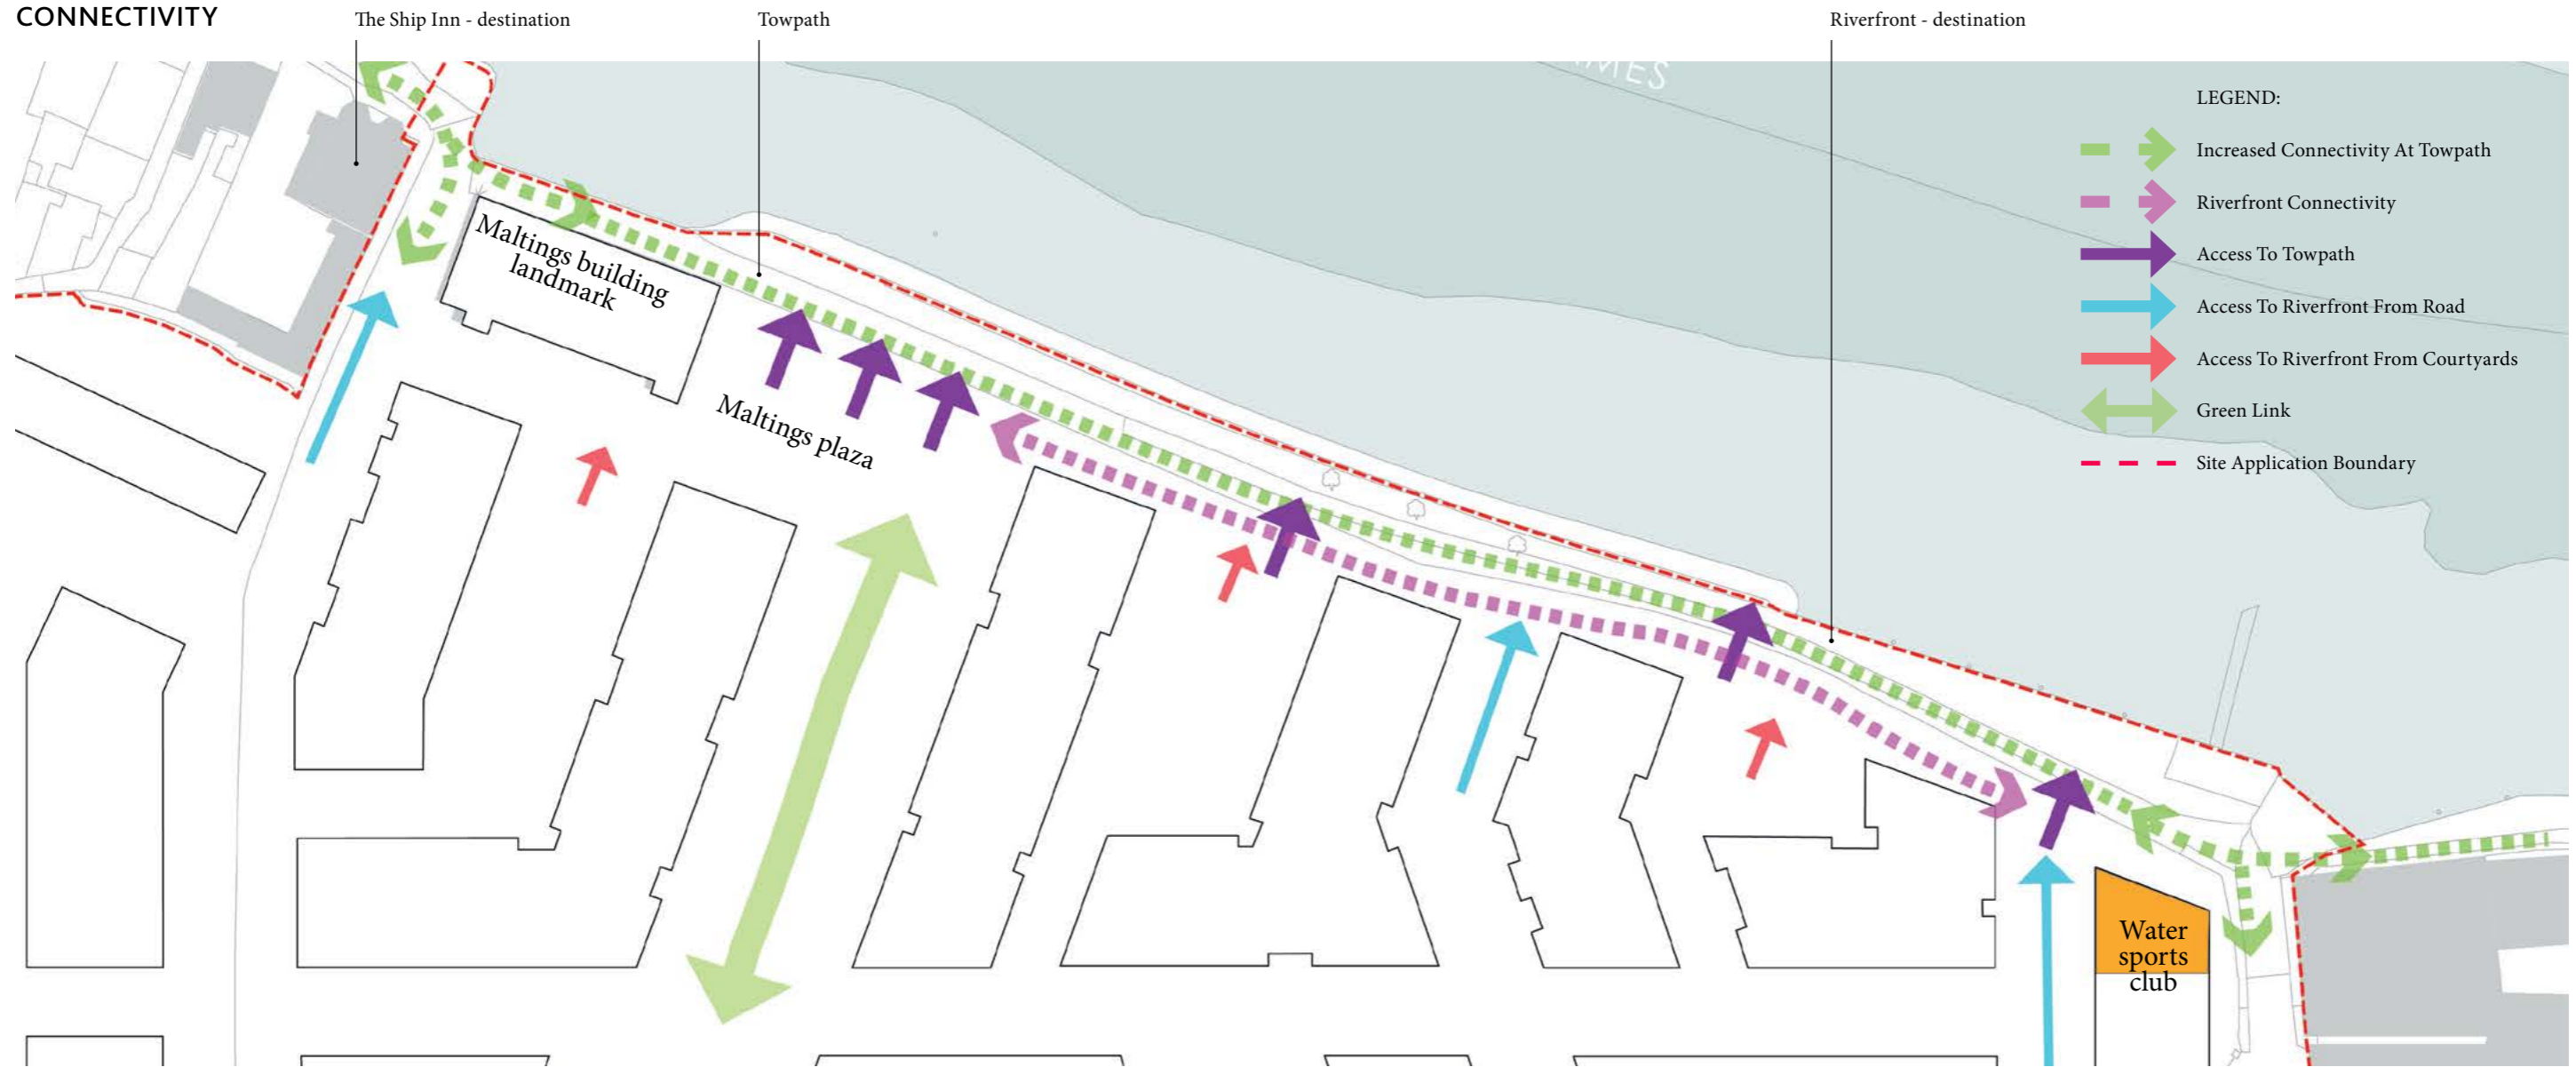 CONNECTIVITY
The Ship Inn - destination
Towpath
Riverfront - destination
LEGEND:
Increased Connectivity At Towpath
Riverfront Connectivity
Access To Towpath
Access To Riverfront From Road
Access To Riverfront From Courtyards
Green Link
Site Application Boundary
Maltings building
landmark
Maltings plaza
Water
sports
club